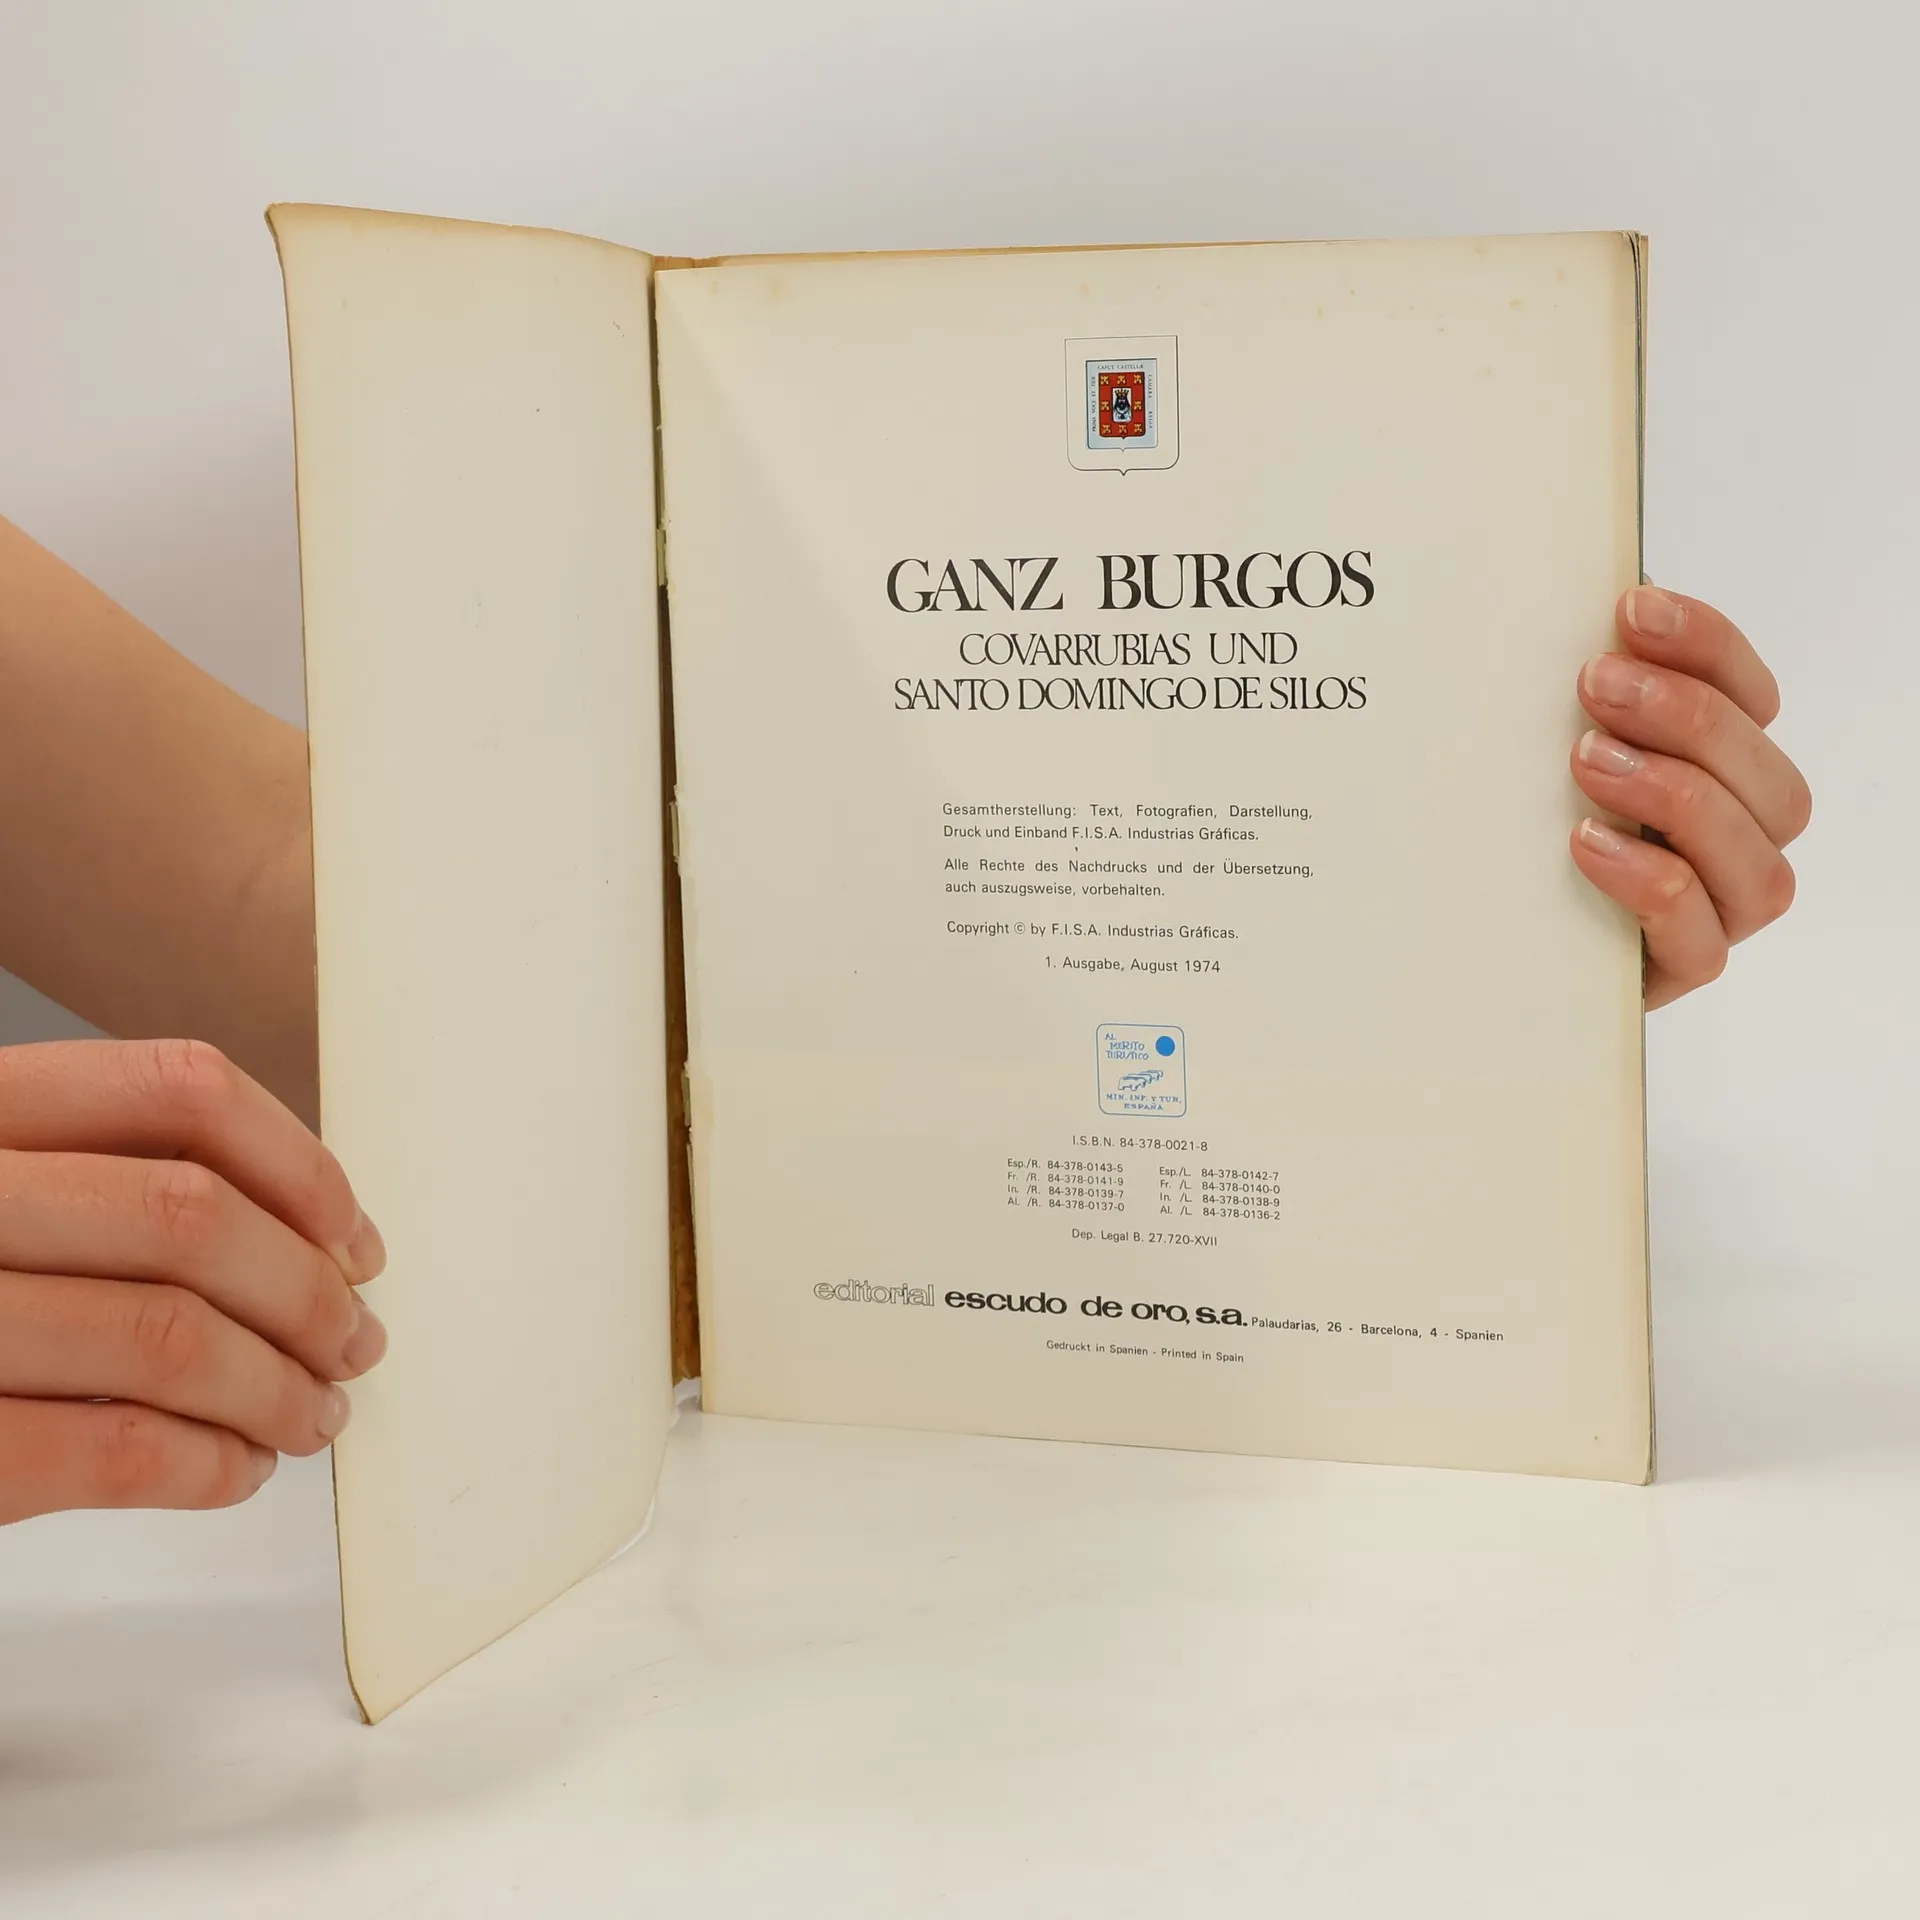 CAPUT CASTELLÆ
PRIMA VOCE ET FIDE
CAMARA REGIA
GANZ BURGOS
COVARRUBIAS UND
SANTO DOMINGO DE SILOS
Gesamtherstellung: Text, Fotografien, Darstellung,
Druck und Einband F.I.S.A. Industrias Gráficas.
Alle Rechte des Nachdrucks und der Übersetzung,
auch auszugsweise, vorbehalten.
Copyright © by F.I.S.A. Industrias Gráficas.
1. Ausgabe, August 1974
AL
MERITO
TURISTICO
MIN. INF. Y TUR.
ESPAÑA
I.S.B.N. 84-378-0021-8
Esp./R. 84-378-0143-5 Esp./L. 84-378-0142-7
Fr. /R. 84-378-0141-9 Fr. /L. 84-378-0140-0
In. /R. 84-378-0139-7 In. /L. 84-378-0138-9
Al. /R. 84-378-0137-0 Al. /L. 84-378-0136-2
Dep. Legal B. 27.720-XVII
editorial escudo de oro, s.a. Palaudarias, 26 - Barcelona, 4 - Spanien
Gedruckt in Spanien - Printed in Spain